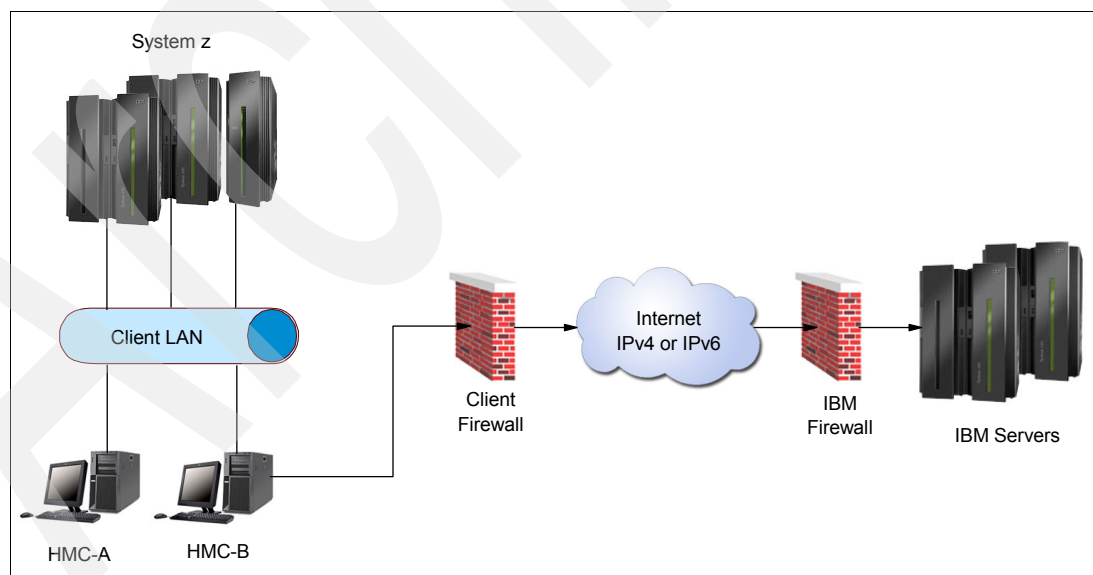 System z
Client LAN
HMC-A
HMC-B
Client
Firewall
Internet
IPv4 or IPv6
IBM
Firewall
IBM Servers